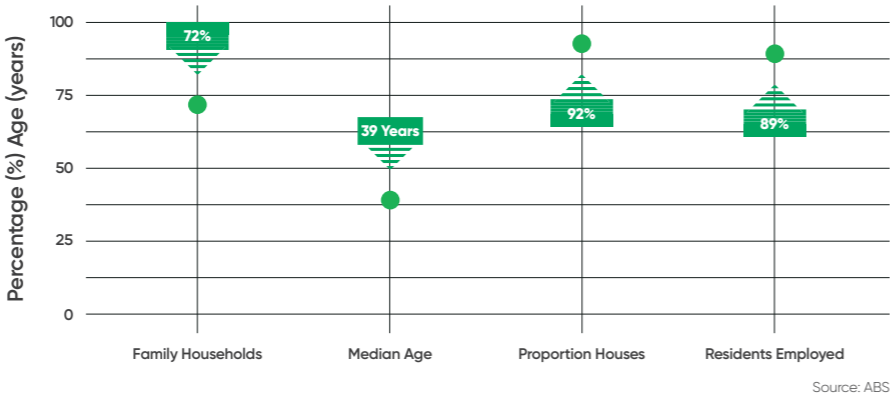 Percentage (%) Age (years)
100
75
50
25
0
72%
39 Years
92%
89%
Family Households
Median Age
Proportion Houses
Residents Employed
Source: ABS